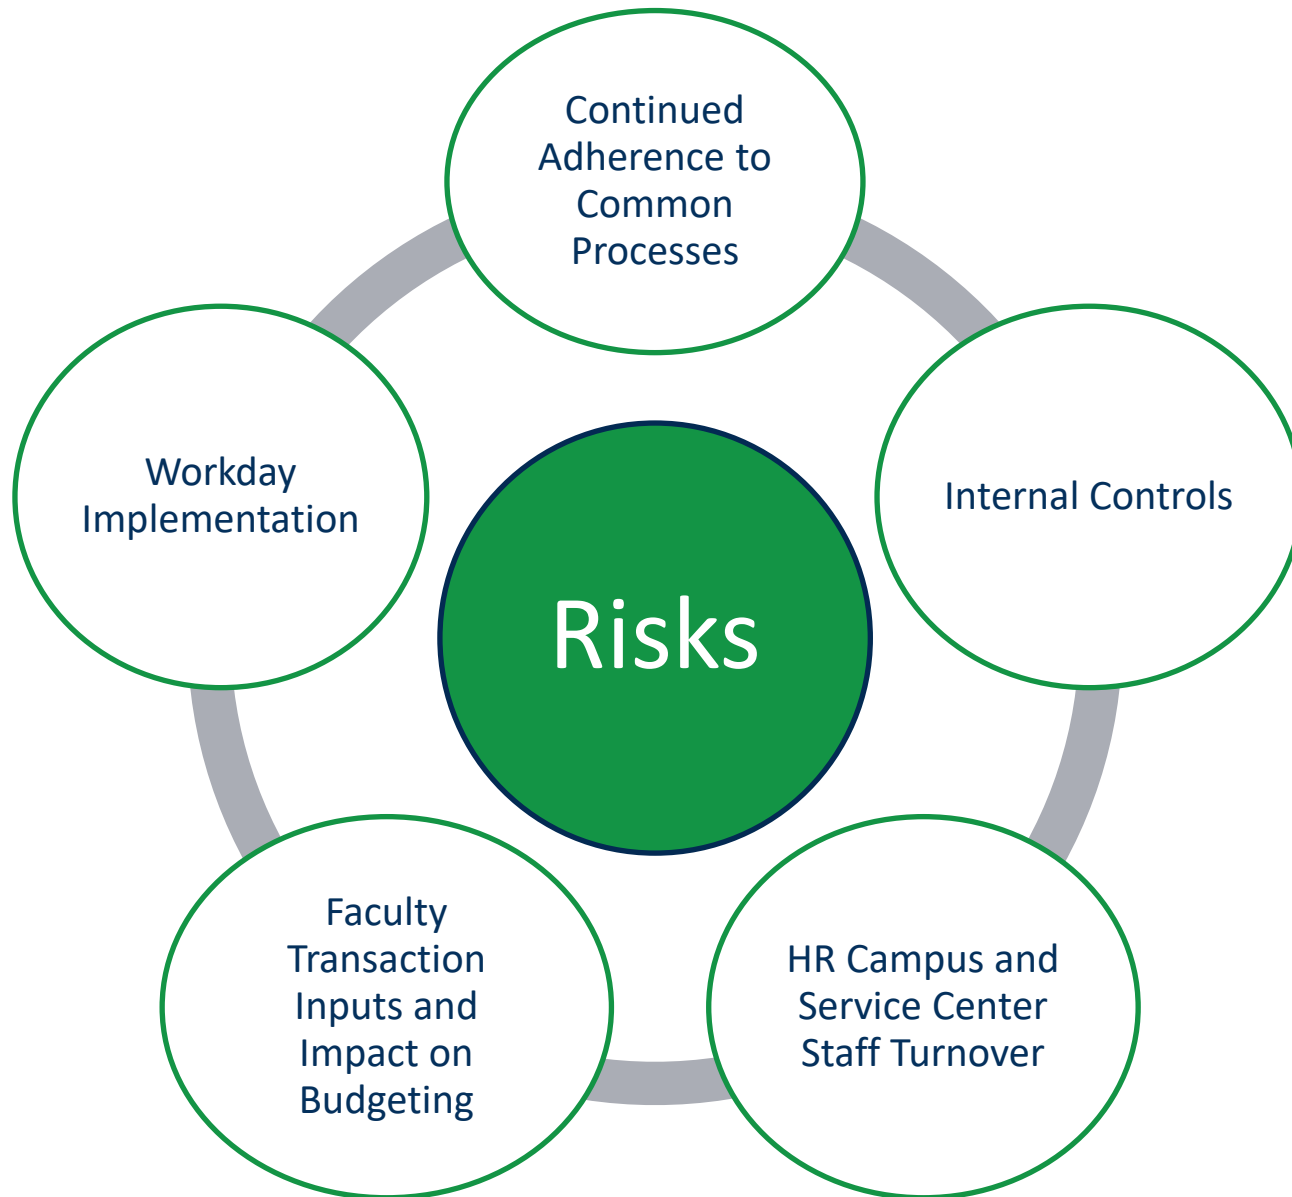 Continued
Adherence to
Common
Processes
Workday
Implementation
Internal Controls
Risks
Faculty
Transaction
Inputs and
Impact on
Budgeting
HR Campus and
Service Center
Staff Turnover